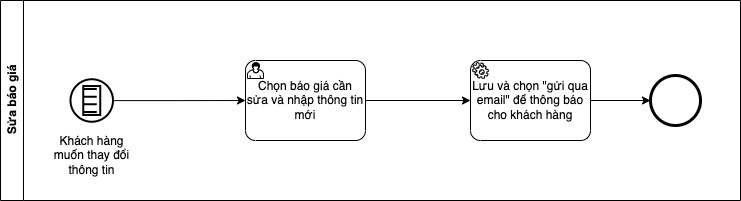 Sửa báo giá
Khách hàng
muốn thay đổi
thông tin
Chọn báo giá cần
sửa và nhập thông tin
mới
Lưu và chọn "gửi qua
email" để thông báo
cho khách hàng